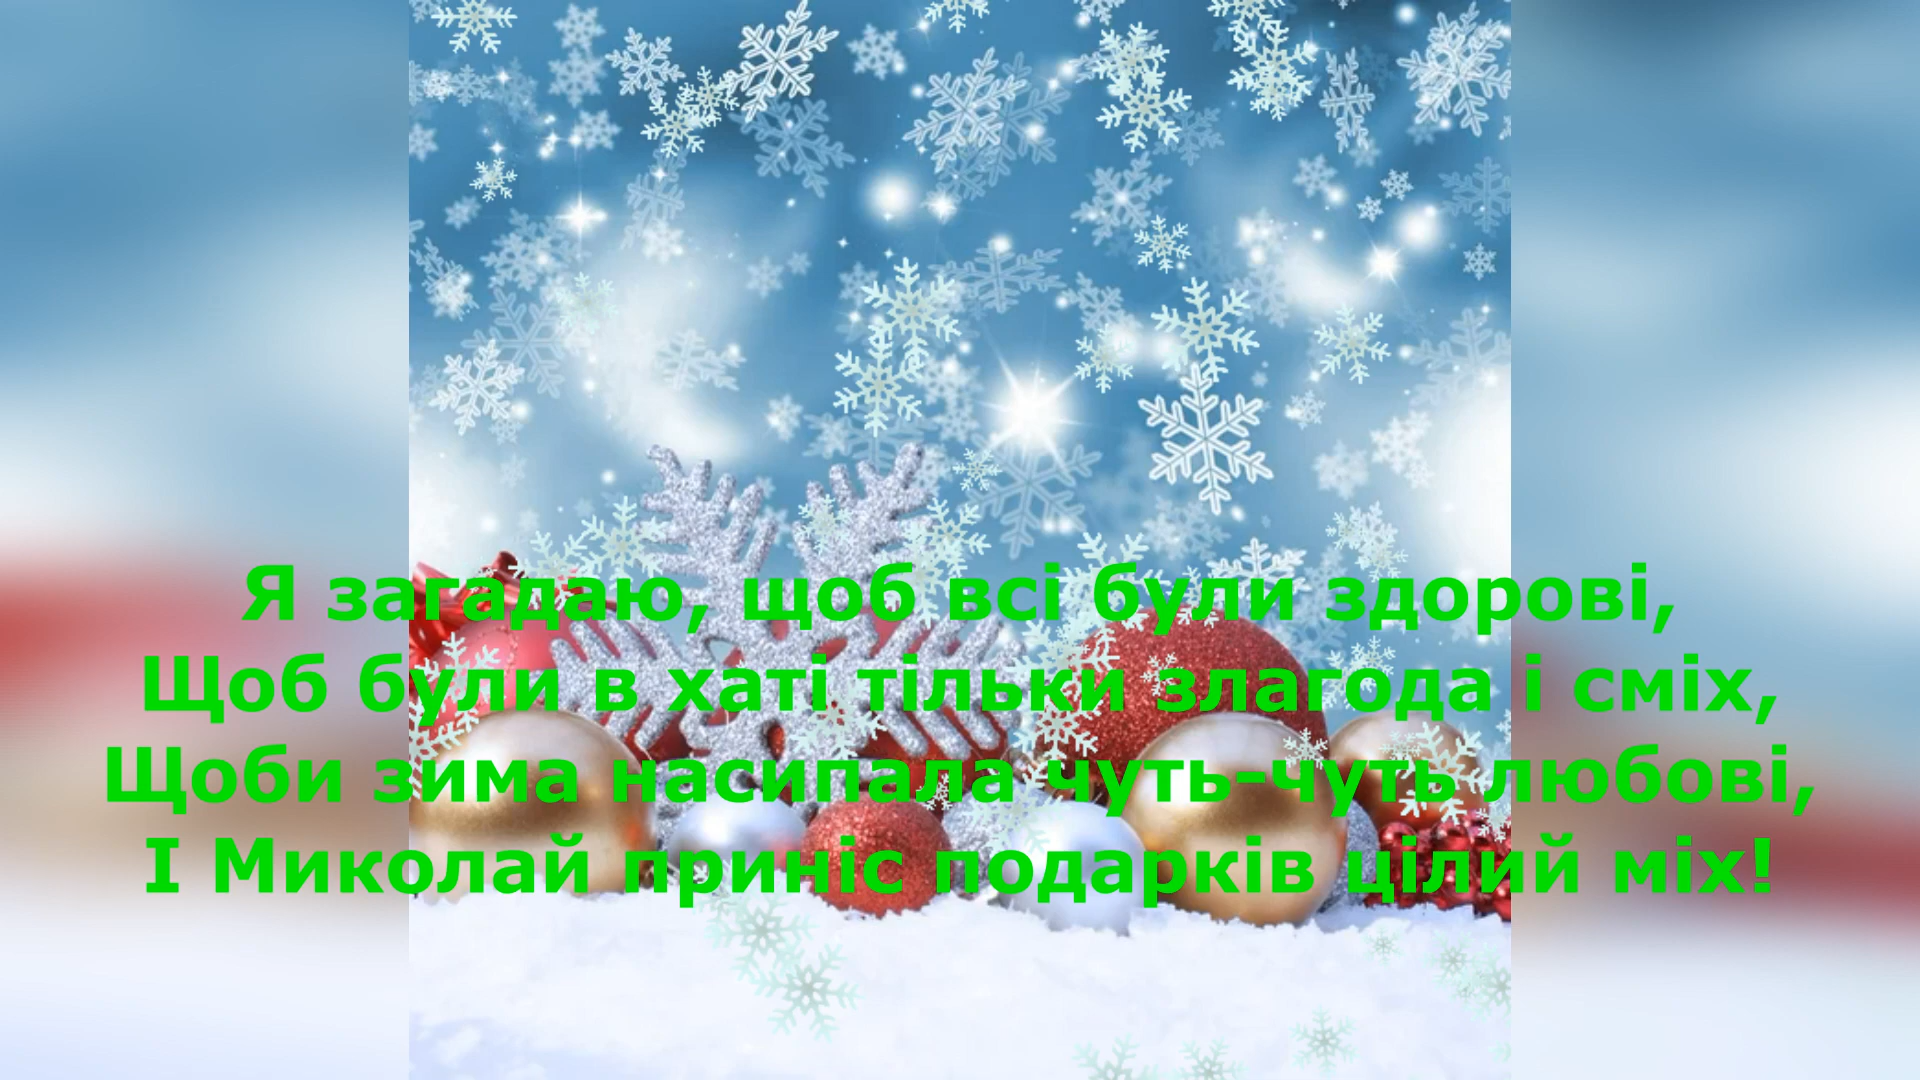 Я загадаю, щоб всі були здорові,
Щоб були в хаті тільки злагода і сміх,
Щоби зима насипала чуть-чуть любові,
І Миколай приніс подарків цілий міх!